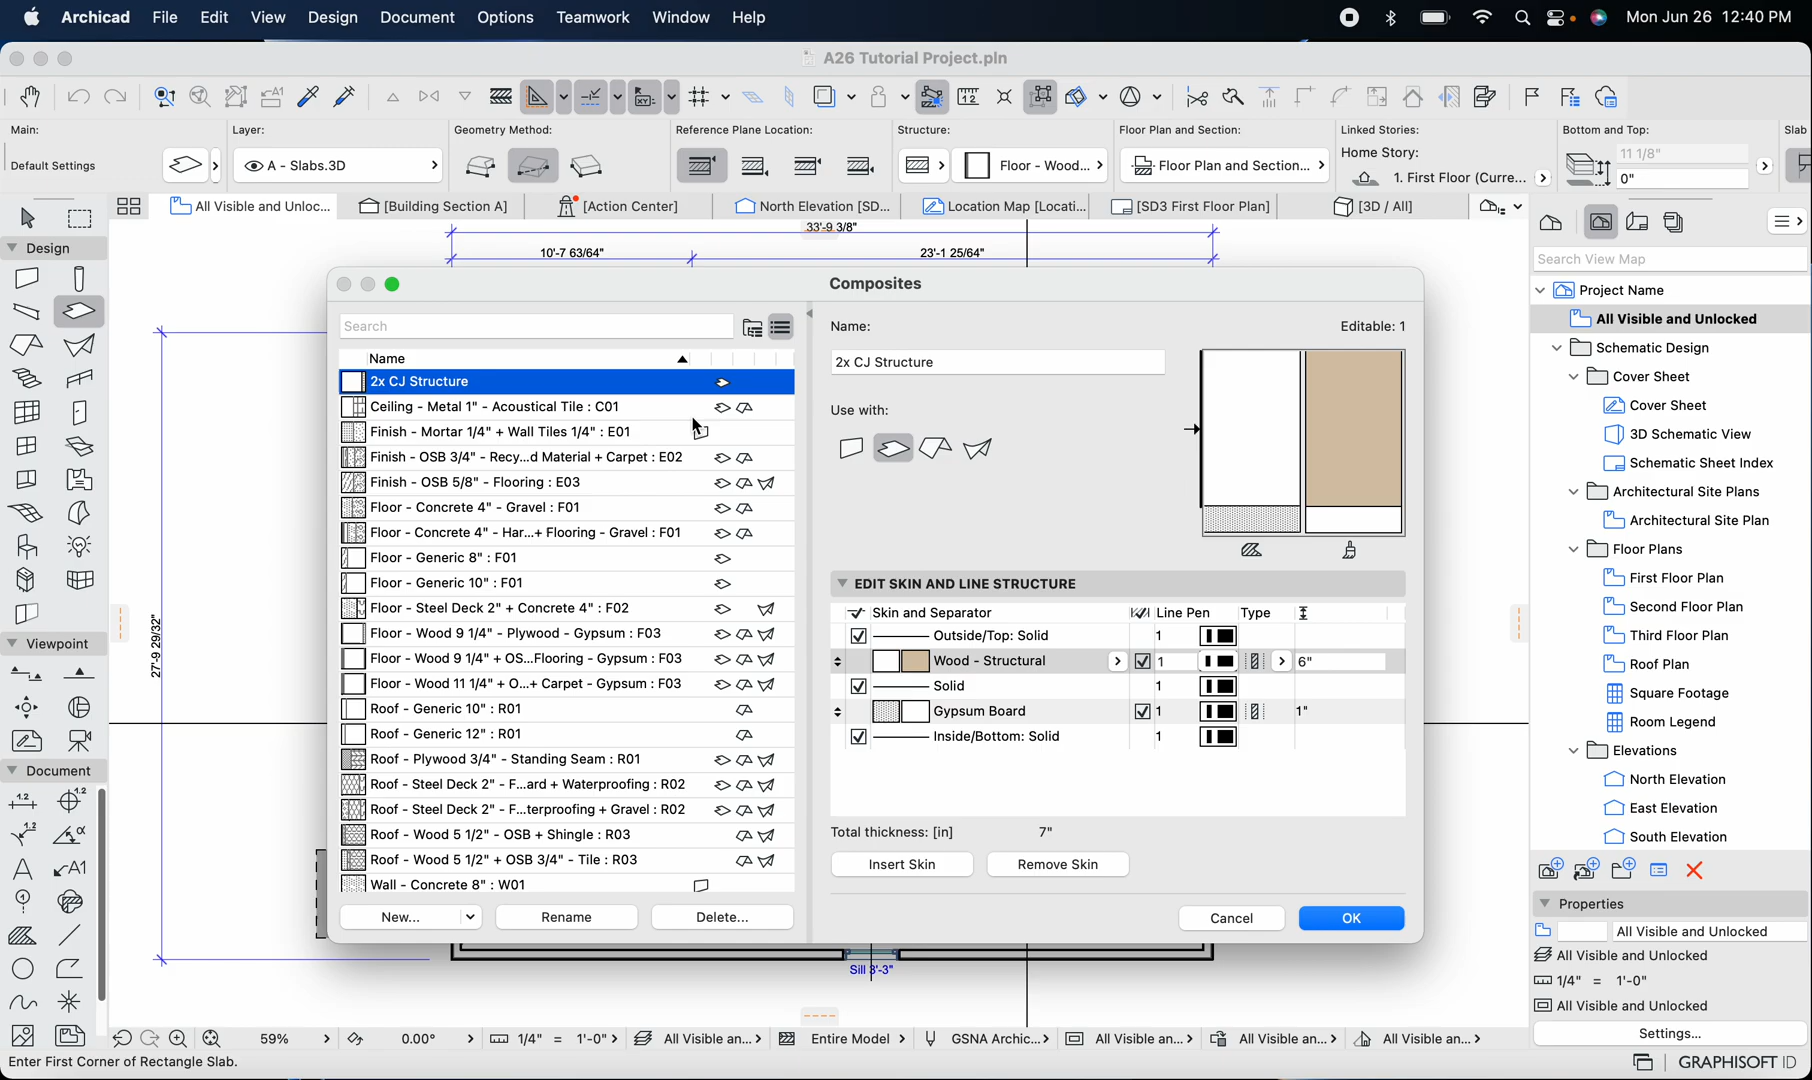 Archicad File Edit View Design Document Options Teamwork Window Help Mon Jun 26 12:40 PM
A26 Tutorial Project.pln
Main: Layer: Geometry Method: Reference Plane Location: Structure: Floor Plan and Section: Linked Stories: Bottom and Top: Slab
Default Settings A - Slabs.3D Floor - Wood... Floor Plan and Section... Home Story: 11 1/8"
1. First Floor (Curre... 0"
All Visible and Unloc... [Building Section A] [Action Center] North Elevation [SD... Location Map [Locati... [SD3 First Floor Plan] [3D / All]
Design
Viewpoint
Document
33'-9 3/8"
10'-7 63/64" 23'-1 25/64"
27'-9 29/32"
Sill 3'-3"
Composites
Search
Name
2x CJ Structure
Ceiling - Metal 1" - Acoustical Tile : C01
Finish - Mortar 1/4" + Wall Tiles 1/4" : E01
Finish - OSB 3/4" - Recy...d Material + Carpet : E02
Finish - OSB 5/8" - Flooring : E03
Floor - Concrete 4" - Gravel : F01
Floor - Concrete 4" - Har...+ Flooring - Gravel : F01
Floor - Generic 8" : F01
Floor - Generic 10" : F01
Floor - Steel Deck 2" + Concrete 4" : F02
Floor - Wood 9 1/4" - Plywood - Gypsum : F03
Floor - Wood 9 1/4" + OS...Flooring - Gypsum : F03
Floor - Wood 11 1/4" + O...+ Carpet - Gypsum : F03
Roof - Generic 10" : R01
Roof - Generic 12" : R01
Roof - Plywood 3/4" - Standing Seam : R01
Roof - Steel Deck 2" - F...ard + Waterproofing : R02
Roof - Steel Deck 2" - F...terproofing + Gravel : R02
Roof - Wood 5 1/2" - OSB + Shingle : R03
Roof - Wood 5 1/2" + OSB 3/4" - Tile : R03
Wall - Concrete 8" : W01
New... Rename Delete...
Name: Editable: 1
2x CJ Structure
Use with:
EDIT SKIN AND LINE STRUCTURE
Skin and Separator Line Pen Type
Outside/Top: Solid 1
Wood - Structural 1 6"
Solid 1
Gypsum Board 1 1"
Inside/Bottom: Solid 1
Total thickness: [in] 7"
Insert Skin Remove Skin
Cancel OK
Search View Map
Project Name
All Visible and Unlocked
Schematic Design
Cover Sheet
Cover Sheet
3D Schematic View
Schematic Sheet Index
Architectural Site Plans
Architectural Site Plan
Floor Plans
First Floor Plan
Second Floor Plan
Third Floor Plan
Roof Plan
Square Footage
Room Legend
Elevations
North Elevation
East Elevation
South Elevation
Properties
All Visible and Unlocked
All Visible and Unlocked
1/4" = 1'-0"
All Visible and Unlocked
Settings...
59% 0.00° 1/4" = 1'-0" All Visible an... Entire Model GSNA Archic... All Visible an... All Visible an... All Visible an...
Enter First Corner of Rectangle Slab. GRAPHISOFT ID